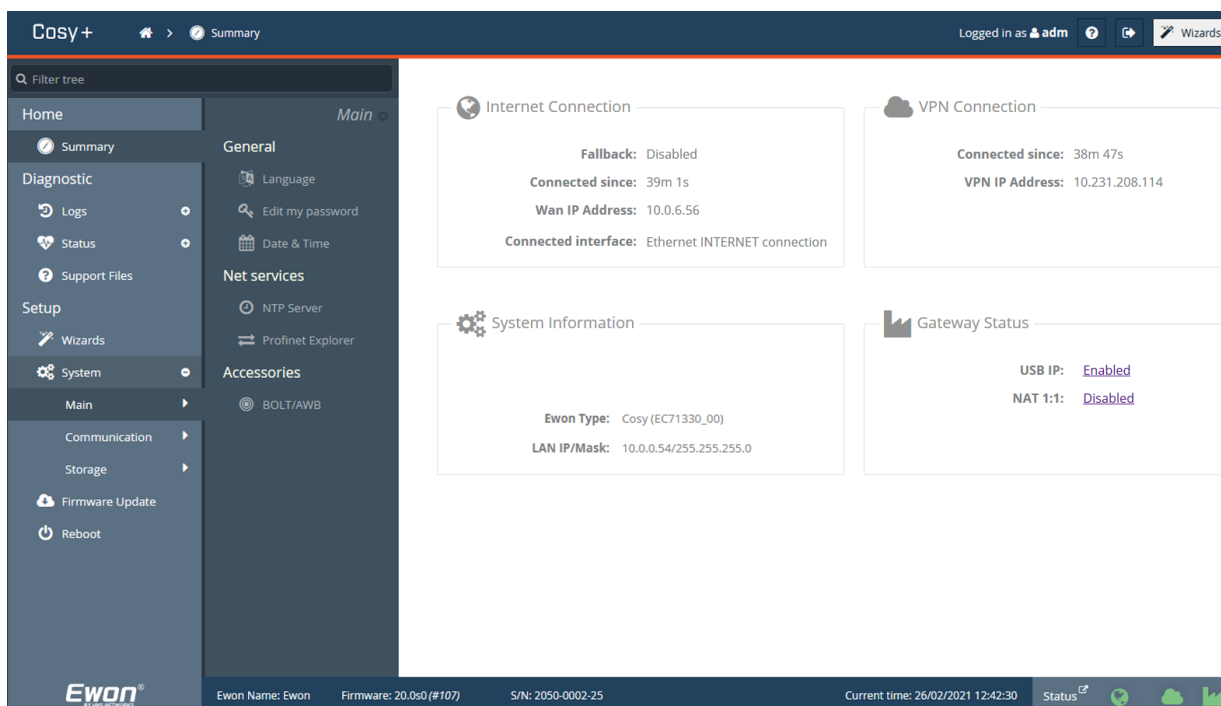 Cosy+
Summary
Logged in as adm
Wizards
Filter tree
Home
Summary
Diagnostic
Logs
Status
Support Files
Setup
Wizards
System
Main
Communication
Storage
Firmware Update
Reboot
Main
General
Language
Edit my password
Date & Time
Net services
NTP Server
Profinet Explorer
Accessories
BOLT/AWB
Internet Connection
Fallback: Disabled
Connected since: 39m 1s
Wan IP Address: 10.0.6.56
Connected interface: Ethernet INTERNET connection
VPN Connection
Connected since: 38m 47s
VPN IP Address: 10.231.208.114
System Information
Ewon Type: Cosy (EC71330_00)
LAN IP/Mask: 10.0.0.54/255.255.255.0
Gateway Status
USB IP: Enabled
NAT 1:1: Disabled
Ewon®
BY HMS NETWORKS
Ewon Name: Ewon Firmware: 20.0s0 (#107) S/N: 2050-0002-25 Current time: 26/02/2021 12:42:30 Status